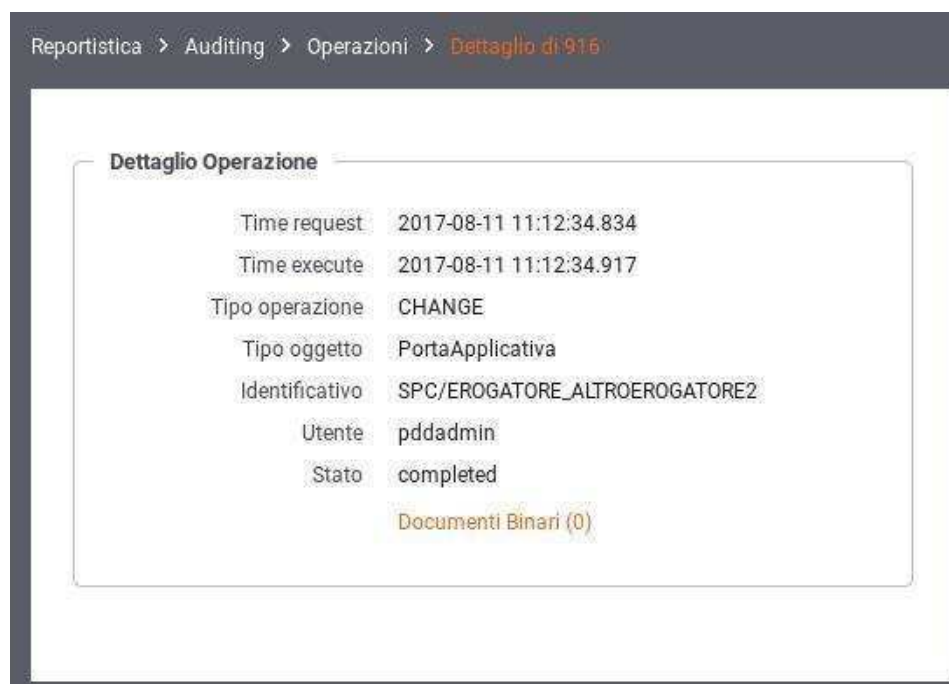 Reportistica > Auditing > Operazioni > Dettaglio di 916
Dettaglio Operazione
Time request 2017-08-11 11:12:34.834
Time execute 2017-08-11 11:12:34.917
Tipo operazione CHANGE
Tipo oggetto PortaApplicativa
Identificativo SPC/EROGATORE_ALTROEROGATORE2
Utente pddadmin
Stato completed
Documenti Binari (0)